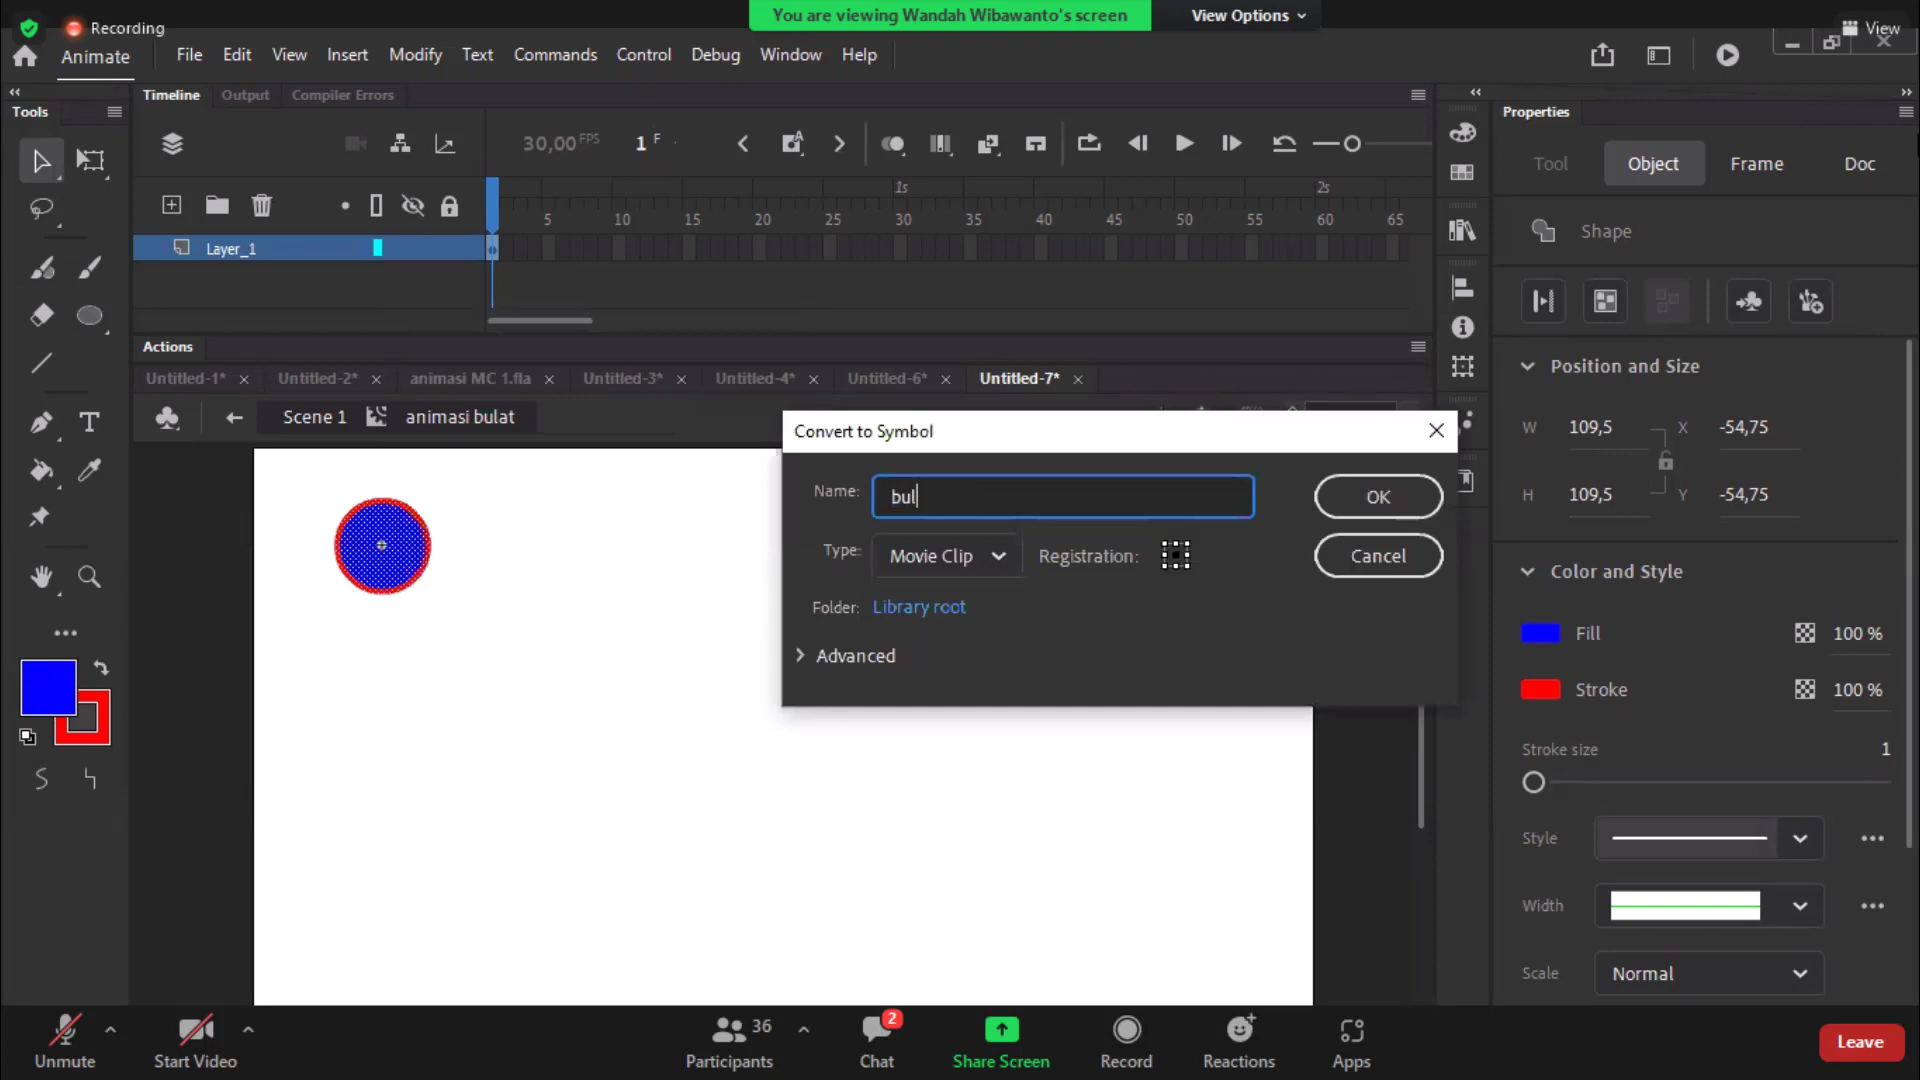 You are viewing Wandah Wibawanto's screen
View Options
Recording
View
Animate
File Edit View Insert Modify Text Commands Control Debug Window Help
Tools
Timeline Output Compiler Errors
30,00 FPS 1 F
1s 2s
5 10 15 20 25 30 35 40 45 50 55 60 65
Layer_1
Actions
Untitled-1* Untitled-2* animasi MC 1.fla Untitled-3* Untitled-4* Untitled-6* Untitled-7*
Scene 1 animasi bulat
Convert to Symbol
Name: bul
OK
Type: Movie Clip Registration:
Cancel
Folder: Library root
Advanced
Properties
Tool Object Frame Doc
Shape
Position and Size
W 109,5 X -54,75
H 109,5 Y -54,75
Color and Style
Fill 100 %
Stroke 100 %
Stroke size 1
Style
Width
Scale Normal
Unmute
Start Video
36
Participants
2
Chat
Share Screen
Record
Reactions
Apps
Leave